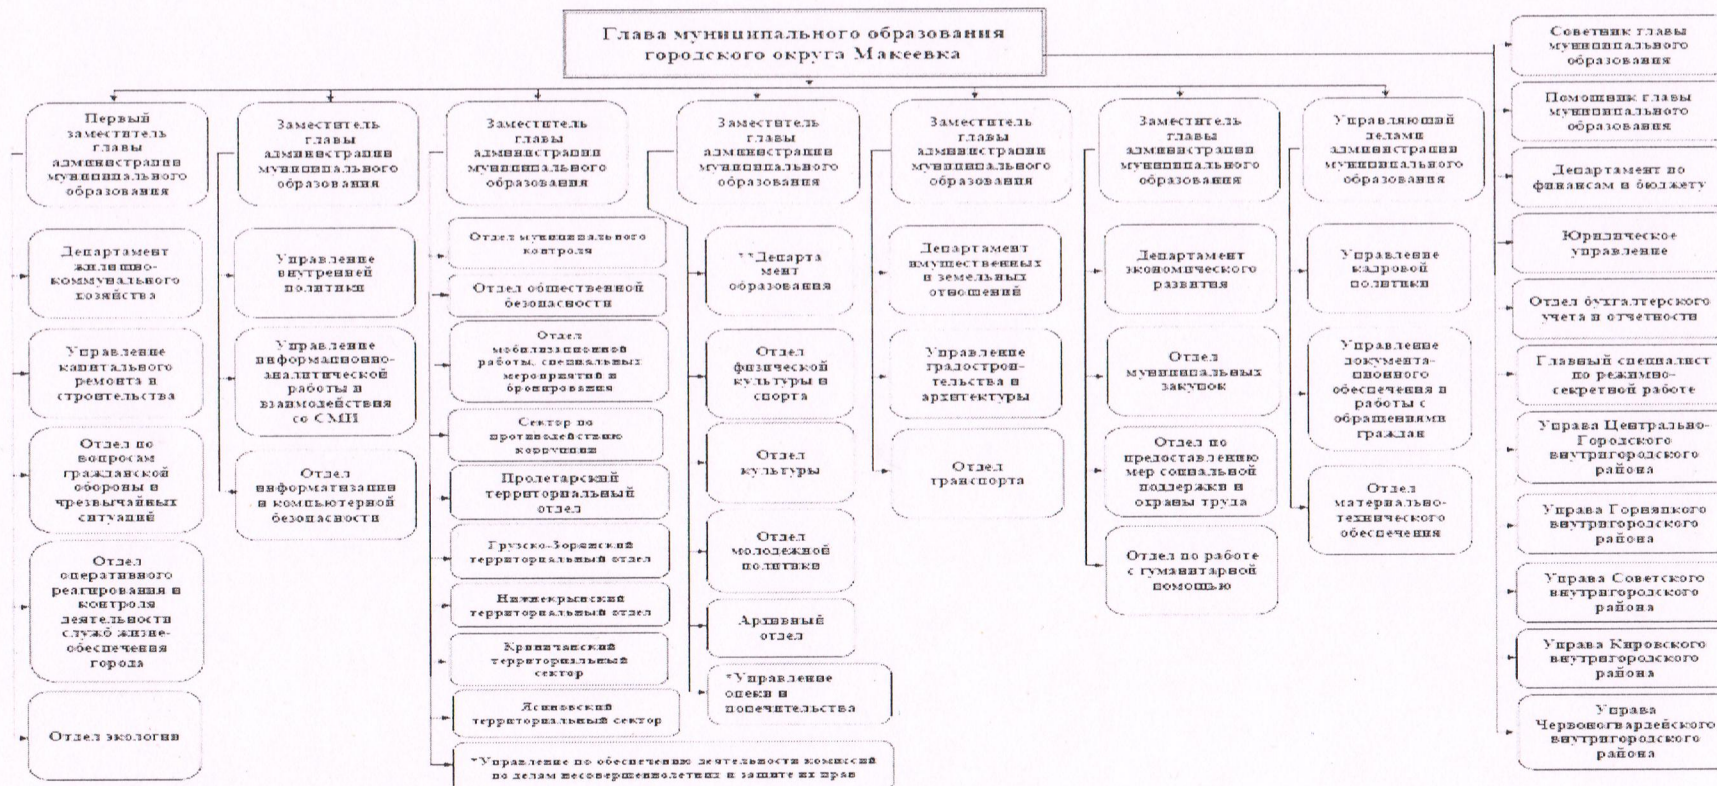 Глава муниципального образования
городского округа Макеевка
Первый
заместитель
главы
администрации
муниципального
образования
Департамент
жилищно-
коммунального
хозяйства
Управление
капитального
ремонта и
строительства
Отдел по
вопросам
гражданской
обороны и
чрезвычайных
ситуаций
Отдел
оперативного
реагирования и
контроля
деятельности
служб жизне-
обеспечения
города
Отдел экологии
Заместитель
главы
администрации
муниципального
образования
Управление
внутренней
политики
Управление
информационно-
аналитической
работы и
взаимодействия
со СМИ
Отдел
информатизации
и компьютерной
безопасности
Заместитель
главы
администрации
муниципального
образования
Отдел муниципального
контроля
Отдел общественной
безопасности
Отдел
мобилизационной
работы, специальных
мероприятий и
бронирования
Сектор по
противодействию
коррупции
Пролетарский
территориальный
отдел
Грузско-Зорянский
территориальный отдел
Нижнекрынский
территориальный отдел
Криничанский
территориальный
сектор
Ясиновский
территориальный сектор
*Управление по обеспечению деятельности комиссий
по делам несовершеннолетних и защите их прав
Заместитель
главы
администрации
муниципального
образования
**Департа
мент
образования
Отдел
физической
культуры и
спорта
Отдел
культуры
Отдел
молодежной
политики
Архивный
отдел
*Управление
опеки и
попечительства
Заместитель
главы
администрации
муниципального
образования
Департамент
имущественных
и земельных
отношений
Управление
градострои-
тельства и
архитектуры
Отдел
транспорта
Заместитель
главы
администрации
муниципального
образования
Департамент
экономического
развития
Отдел
муниципальных
закупок
Отдел по
предоставлению
мер социальной
поддержки и
охраны труда
Отдел по работе
с гуманитарной
помощью
Управляющий
делами
администрации
муниципального
образования
Управление
кадровой
политики
Управление
документа-
ционного
обеспечения и
работы с
обращениями
граждан
Отдел
материально-
технического
обеспечения
Советник главы
муниципального
образования
Помощник главы
муниципального
образования
Департамент по
финансам и бюджету
Юридическое
управление
Отдел бухгалтерского
учета и отчетности
Главный специалист
по режимно-
секретной работе
Управа Центрально-
Городского
внутригородского
района
Управа Горняцкого
внутригородского
района
Управа Советского
внутригородского
района
Управа Кировского
внутригородского
района
Управа
Червоногвардейского
внутригородского
района